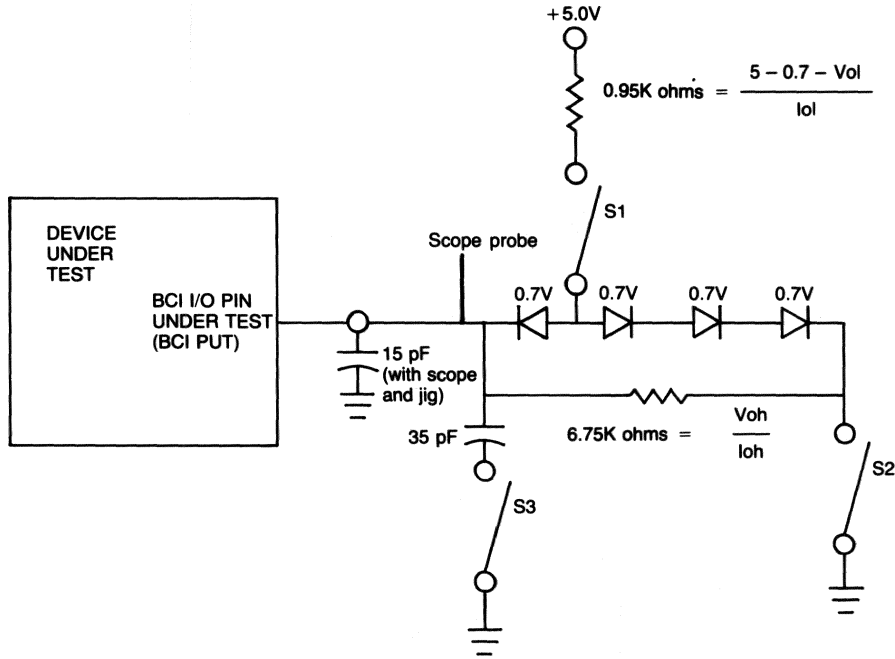 +5.0V
0.95K ohms = 5 – 0.7 – Vol
Iol
S1
DEVICE
UNDER
TEST
Scope probe
BCI I/O PIN
UNDER TEST
(BCI PUT)
0.7V 0.7V 0.7V 0.7V
15 pF
(with scope
and jig)
35 pF
6.75K ohms = Voh
Ioh
S2
S3